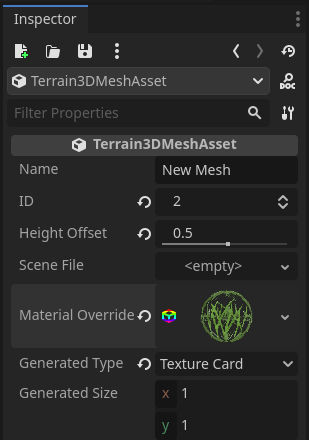 Inspector
DOC
Terrain3DMeshAsset
Filter Properties
Terrain3DMeshAsset
Name New Mesh
ID 2
Height Offset 0.5
Scene File <empty>
Material Override
Generated Type Texture Card
Generated Size x 1
y 1